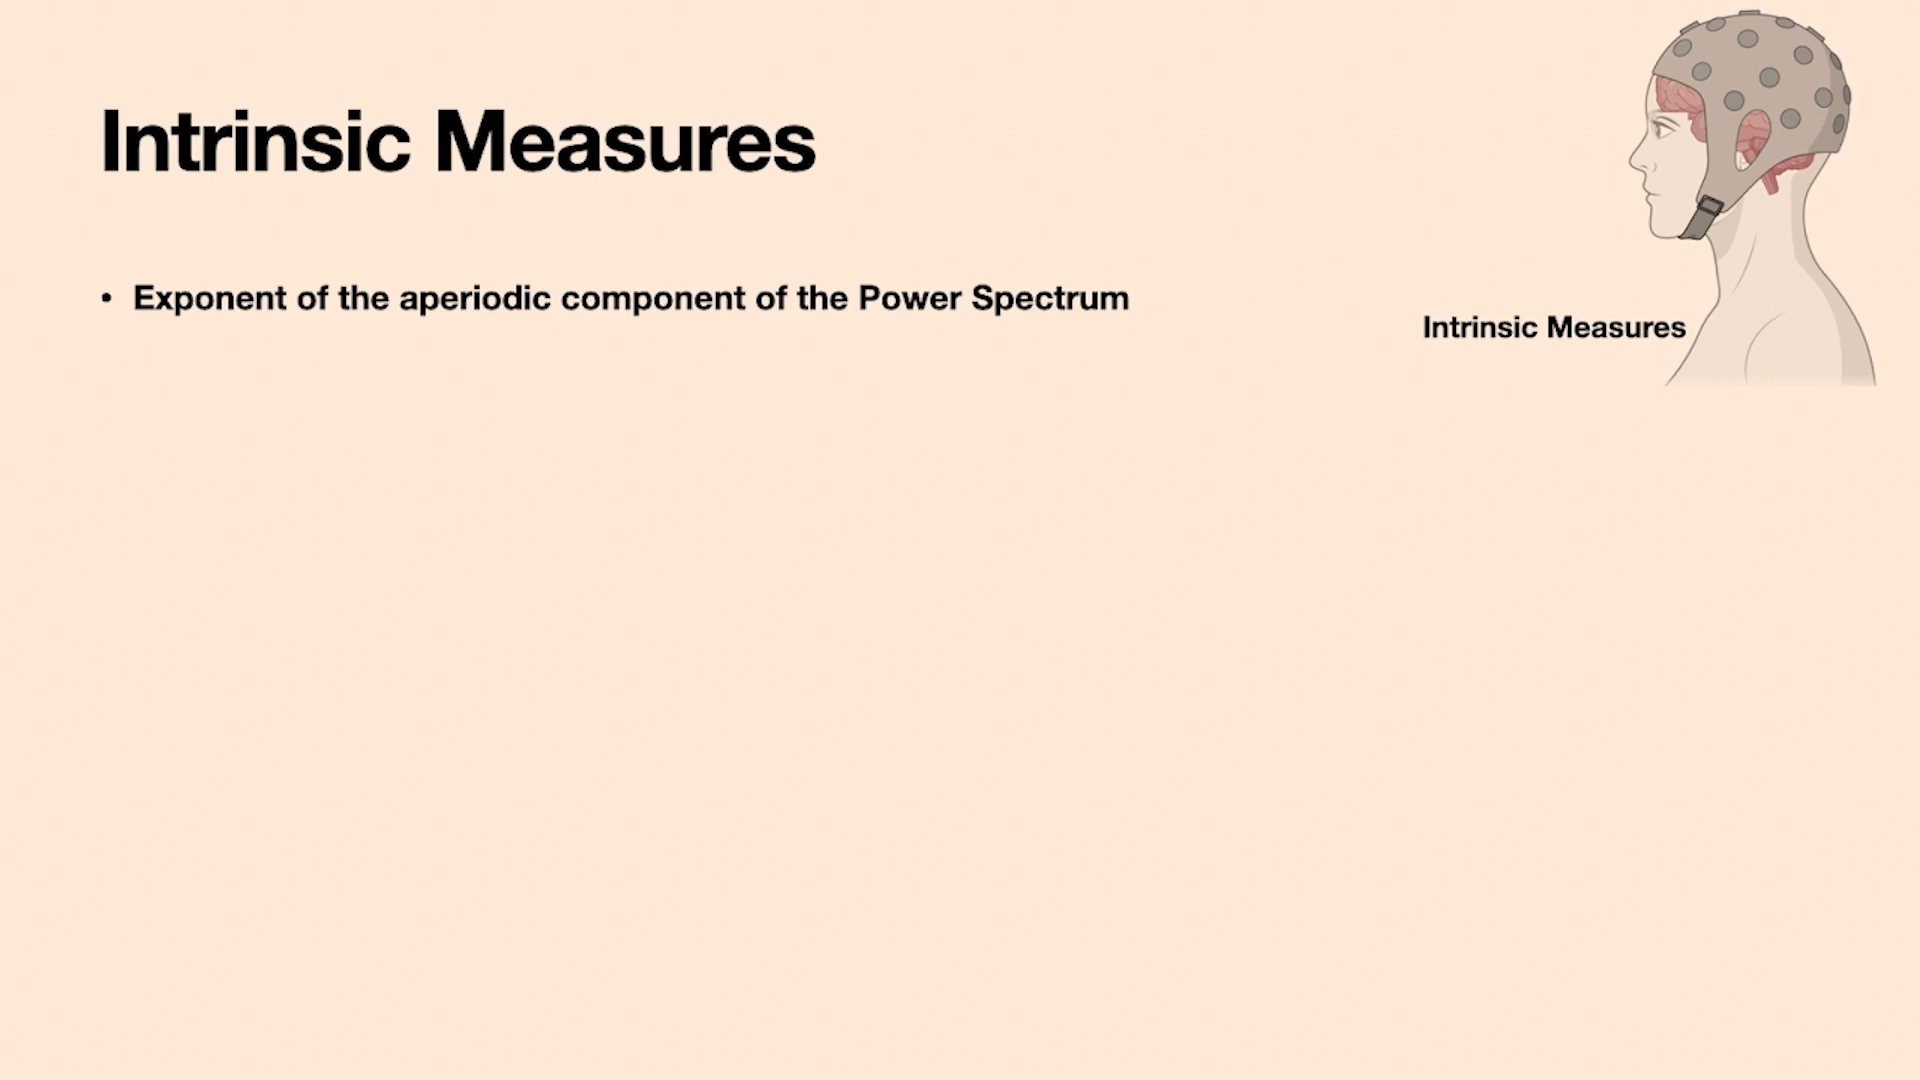 Intrinsic Measures
• Exponent of the aperiodic component of the Power Spectrum
Intrinsic Measures